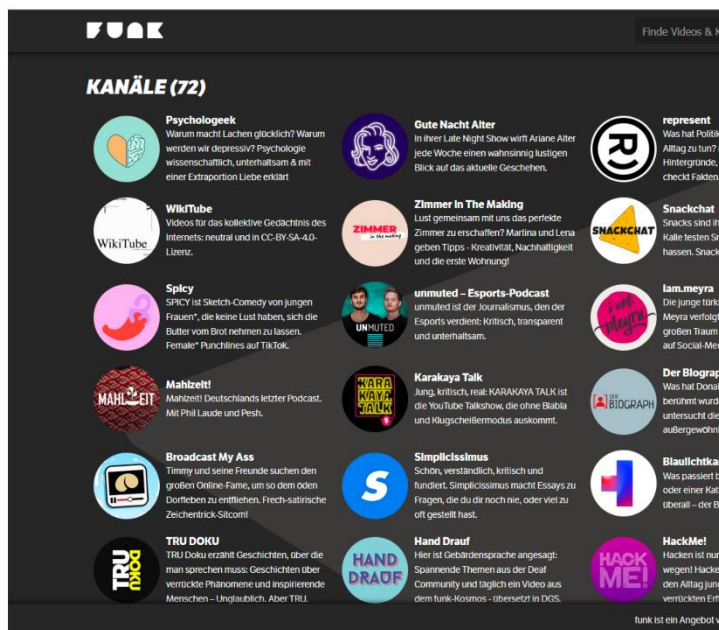 FUNK
Finde Videos & K
KANÄLE (72)
Psychologeek
Warum macht Lachen glücklich? Warum
werden wir depressiv? Psychologie
wissenschaftlich, unterhaltsam & mit
einer Extraportion Liebe erklärt
Gute Nacht Alter
In ihrer Late Night Show wirft Ariane Alter
jede Woche einen wahnsinnig lustigen
Blick auf das aktuelle Geschehen.
R)
represent
Was hat Politik
Alltag zu tun?
Hintergründe,
checkt Fakten.
WikiTube
WikiTube
Videos für das kollektive Gedächtnis des
Internets: neutral und in CC-BY-SA-4.0-
Lizenz.
ZIMMER
in the making
Zimmer In The Making
Lust gemeinsam mit uns das perfekte
Zimmer zu erschaffen? Martina und Lena
geben Tipps - Kreativität, Nachhaltigkeit
und die erste Wohnung!
SNACKCHAT
Snackchat
Snacks sind ih
Kalle testen Sn
hassen. Snack
Spicy
SPICY ist Sketch-Comedy von jungen
Frauen*, die keine Lust haben, sich die
Butter vom Brot nehmen zu lassen.
Female* Punchlines auf TikTok.
UNMUTED
unmuted – Esports-Podcast
unmuted ist der Journalismus, den der
Esports verdient: Kritisch, transparent
und unterhaltsam.
i am
meyra
Iam.meyra
Die junge türk
Meyra verfolgt
großen Traum
auf Social-Med
MAHLZEIT
Mahlzeit!
Mahlzeit! Deutschlands letzter Podcast.
Mit Phil Laude und Pesh.
KARA
KAYA
TALK
Karakaya Talk
Jung, kritisch, real: KARAKAYA TALK ist
die YouTube Talkshow, die ohne Blabla
und Klugscheißermodus auskommt.
DER
BIOGRAPH
Der Biograp
Was hat Donal
berühmt wurd
untersucht die
außergewöhnl
Broadcast My Ass
Timmy und seine Freunde suchen den
großen Online-Fame, um so dem öden
Dorfleben zu entfliehen. Frech-satirische
Zeichentrick-Sitcom!
S
Simplicissimus
Schön, verständlich, kritisch und
fundiert. Simplicissimus macht Essays zu
Fragen, die du dir noch nie, oder viel zu
oft gestellt hast.
Blaulichtka
Was passiert b
oder einer Kat
überall – der B
TRU
DOKU
TRU DOKU
TRU Doku erzählt Geschichten, über die
man sprechen muss: Geschichten über
verrückte Phänomene und inspirierende
Menschen – Unglaublich. Aber TRU.
HAND
DRAUF
Hand Drauf
Hier ist Gebärdensprache angesagt:
Spannende Themen aus der Deaf
Community und täglich ein Video aus
dem funk-Kosmos - übersetzt in DGS.
HACK
ME!
HackMe!
Hacken ist nur
wegen! Hacke
den Alltag jung
verrückten Erf
funk ist ein Angebot v